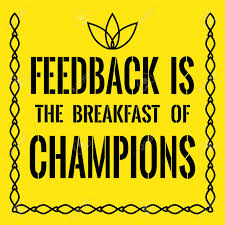 FEEDBACK IS
THE BREAKFAST OF
CHAMPIONS